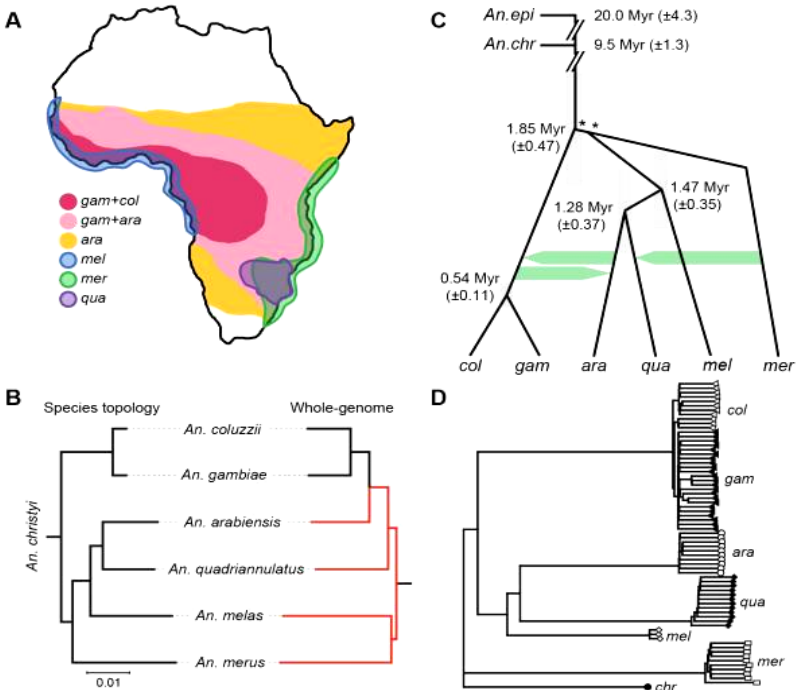 A
gam+col
gam+ara
ara
mel
mer
qua
B
Species topology
Whole-genome
An. christyi
An. coluzzii
An. gambiae
An. arabiensis
An. quadriannulatus
An. melas
An. merus
0.01
C
An.epi
20.0 Myr (±4.3)
An.chr
9.5 Myr (±1.3)
* *
1.85 Myr
(±0.47)
1.47 Myr
(±0.35)
1.28 Myr
(±0.37)
0.54 Myr
(±0.11)
col gam ara qua mel mer
D
col
gam
ara
qua
mel
mer
chr